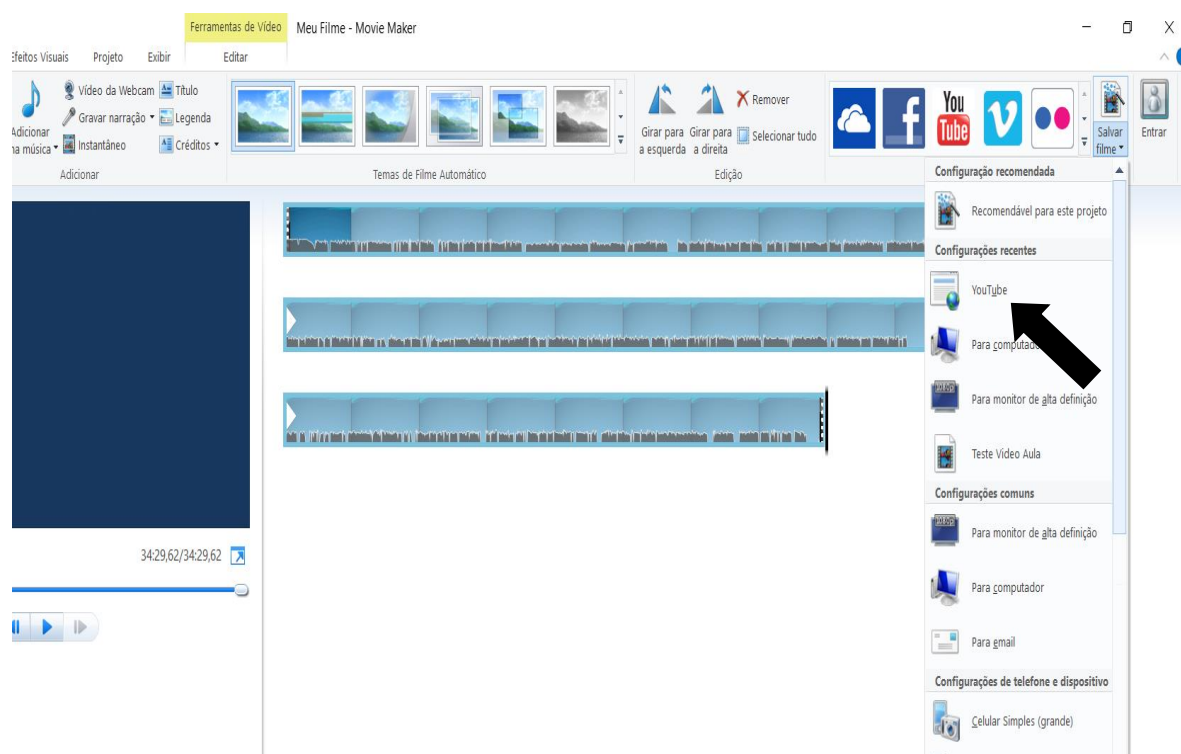 Ferramentas de Vídeo
Meu Filme - Movie Maker
Efeitos Visuais
Projeto
Exibir
Editar
Adicionar
na música
Vídeo da Webcam
Gravar narração
Instantâneo
Título
Legenda
Créditos
Adicionar
Temas de Filme Automático
Girar para
a esquerda
Girar para
a direita
Remover
Selecionar tudo
Edição
You
Tube
Salvar
filme
Entrar
Configuração recomendada
Recomendável para este projeto
Configurações recentes
YouTube
Para computador
Para monitor de alta definição
Teste Video Aula
Configurações comuns
Para monitor de alta definição
Para computador
Para email
Configurações de telefone e dispositivo
Celular Simples (grande)
34:29,62/34:29,62